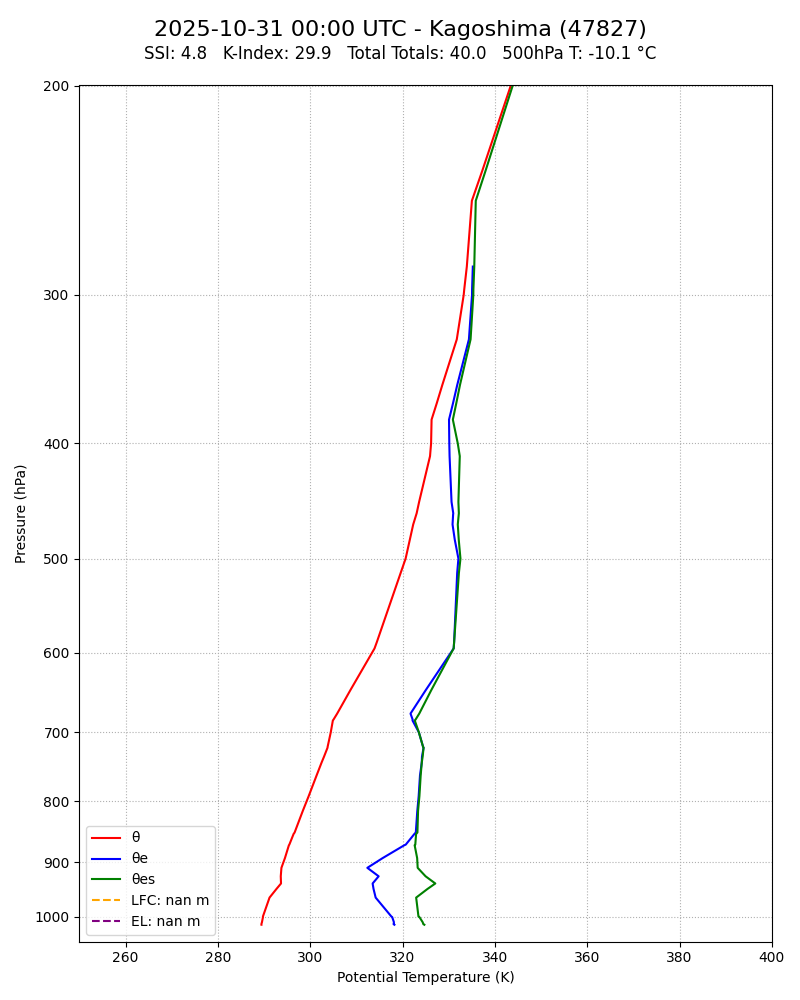 2025-10-31 00:00 UTC - Kagoshima (47827)
SSI: 4.8   K-Index: 29.9   Total Totals: 40.0   500hPa T: -10.1 °C
200
300
400
500
600
700
800
900
1000
Pressure (hPa)
θ
θe
θes
LFC: nan m
EL: nan m
260 280 300 320 340 360 380 400
Potential Temperature (K)